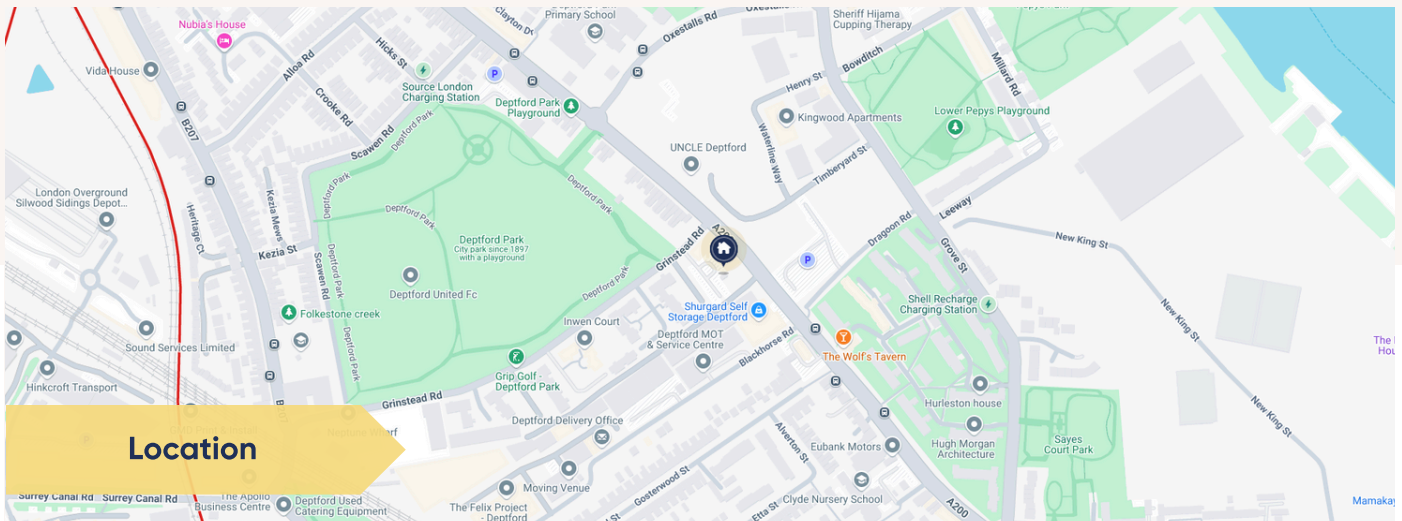 Nubia's House
Clayton Dr
Primary School
Oxestalls Rd
Oxestalls
Sheriff Hijama
Cupping Therapy
Hicks St
Alloa Rd
Vida House
Source London
Charging Station
P
Bowditch
Millard Rd
Henry St
Crooke Rd
B207
Deptford Park
Playground
Deptford Park
Kingwood Apartments
Lower Pepys Playground
Scawen Rd
UNCLE Deptford
Waterline Way
Timberyard St
London Overground
Silwood Sidings Depot...
Kezia Mews
Heritage Ct
Deptford Park
Deptford Park
Deptford Park
Leeway
Dragoon Rd
New King St
Kezia St
Deptford Park
City park since 1897
with a playground
Grinstead Rd
Grove St
P
Scawen Rd
Deptford Park
Deptford Park
Deptford United Fc
Shell Recharge
Charging Station
New King St
Folkestone creek
Shurgard Self
Storage Deptford
Inwen Court
Sound Services Limited
Deptford MOT
& Service Centre
Blackhorse Rd
The Wolf's Tavern
Deptford Park
Hinkcroft Transport
Grip Golf -
Deptford Park
Grinstead Rd
Hurleston house
New King St
Deptford Delivery Office
Location
Alverton St
Eubank Motors
Hugh Morgan
Architecture
Sayes
Court Park
Gosterwood St
Moving Venue
Clyde Nursery School
Surrey Canal Rd
Surrey Canal Rd
The Apollo
Business Centre
Deptford Used
Catering Equipment
The Felix Project
- Deptford
Etta St
A200
Mamakay